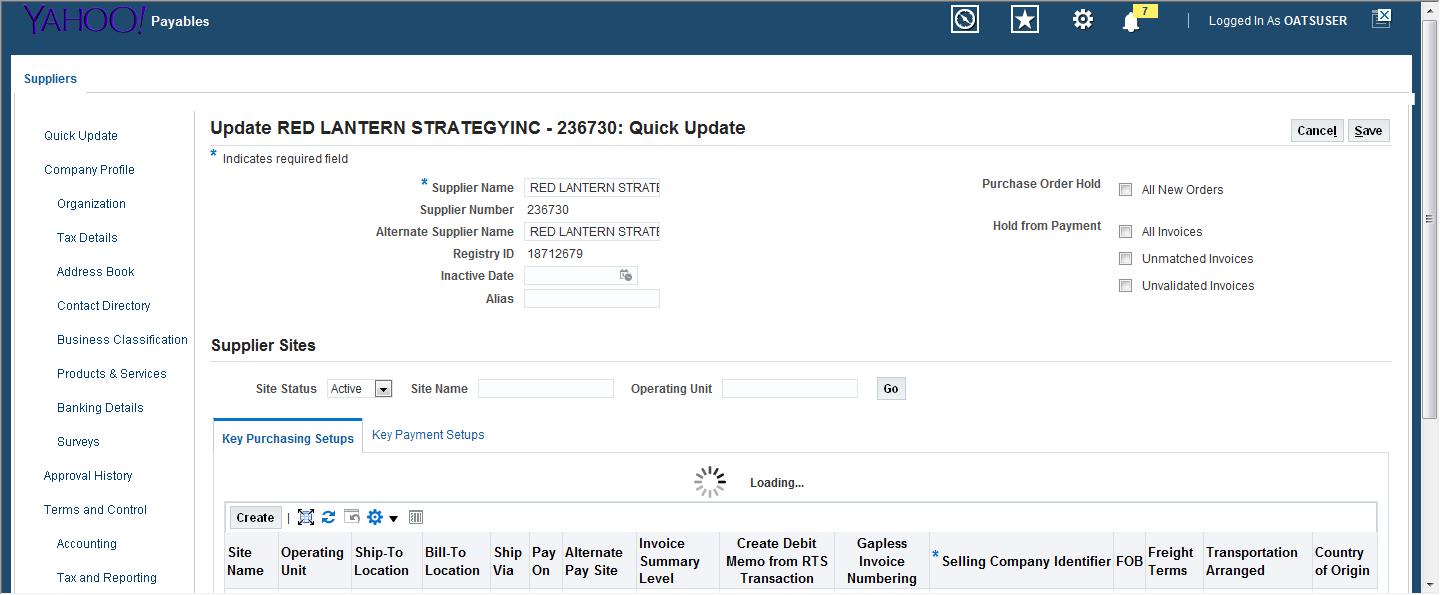 YAHOO! Payables
7
Logged In As OATSUSER
Suppliers
Quick Update
Company Profile
Organization
Tax Details
Address Book
Contact Directory
Business Classification
Products & Services
Banking Details
Surveys
Approval History
Terms and Control
Accounting
Tax and Reporting
Update RED LANTERN STRATEGYINC - 236730: Quick Update
Cancel Save
* Indicates required field
* Supplier Name RED LANTERN STRATE
Supplier Number 236730
Alternate Supplier Name RED LANTERN STRATE
Registry ID 18712679
Inactive Date
Alias
Purchase Order Hold All New Orders
Hold from Payment All Invoices
Unmatched Invoices
Unvalidated Invoices
Supplier Sites
Site Status Active Site Name Operating Unit Go
Key Purchasing Setups Key Payment Setups
Loading...
Create |
Site Name
Operating Unit
Ship-To Location
Bill-To Location
Ship Via
Pay On
Alternate Pay Site
Invoice Summary Level
Create Debit Memo from RTS Transaction
Gapless Invoice Numbering
* Selling Company Identifier
FOB
Freight Terms
Transportation Arranged
Country of Origin